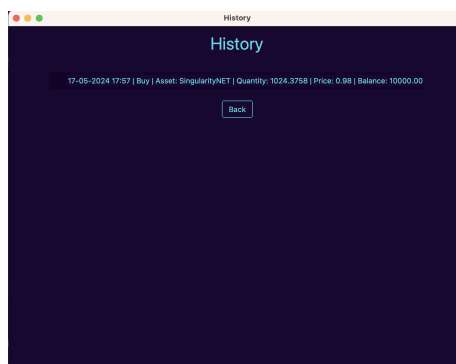 History
History
17-05-2024 17:57 | Buy | Asset: SingularityNET | Quantity: 1024.3758 | Price: 0.98 | Balance: 10000.00
Back